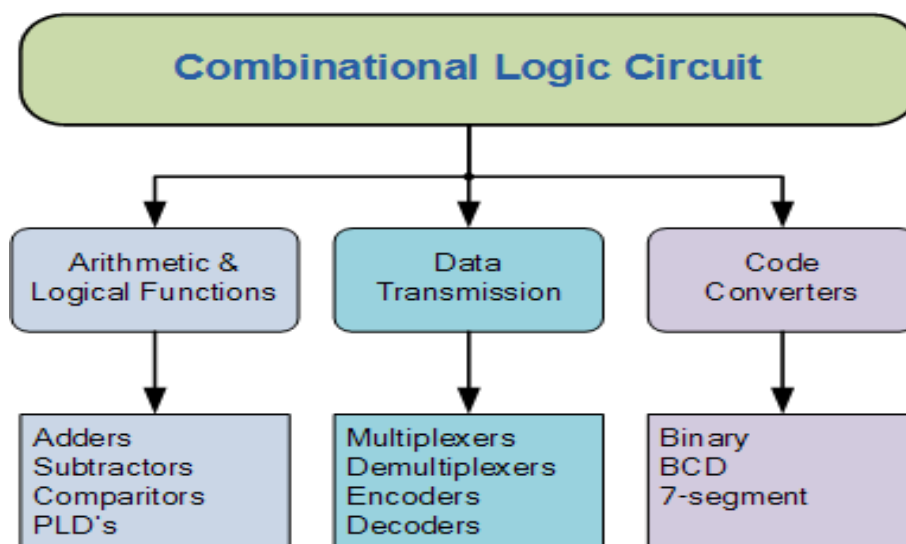 Combinational Logic Circuit
Arithmetic &
Logical Functions
Data
Transmission
Code
Converters
Adders
Subtractors
Comparitors
PLD's
Multiplexers
Demultiplexers
Encoders
Decoders
Binary
BCD
7-segment